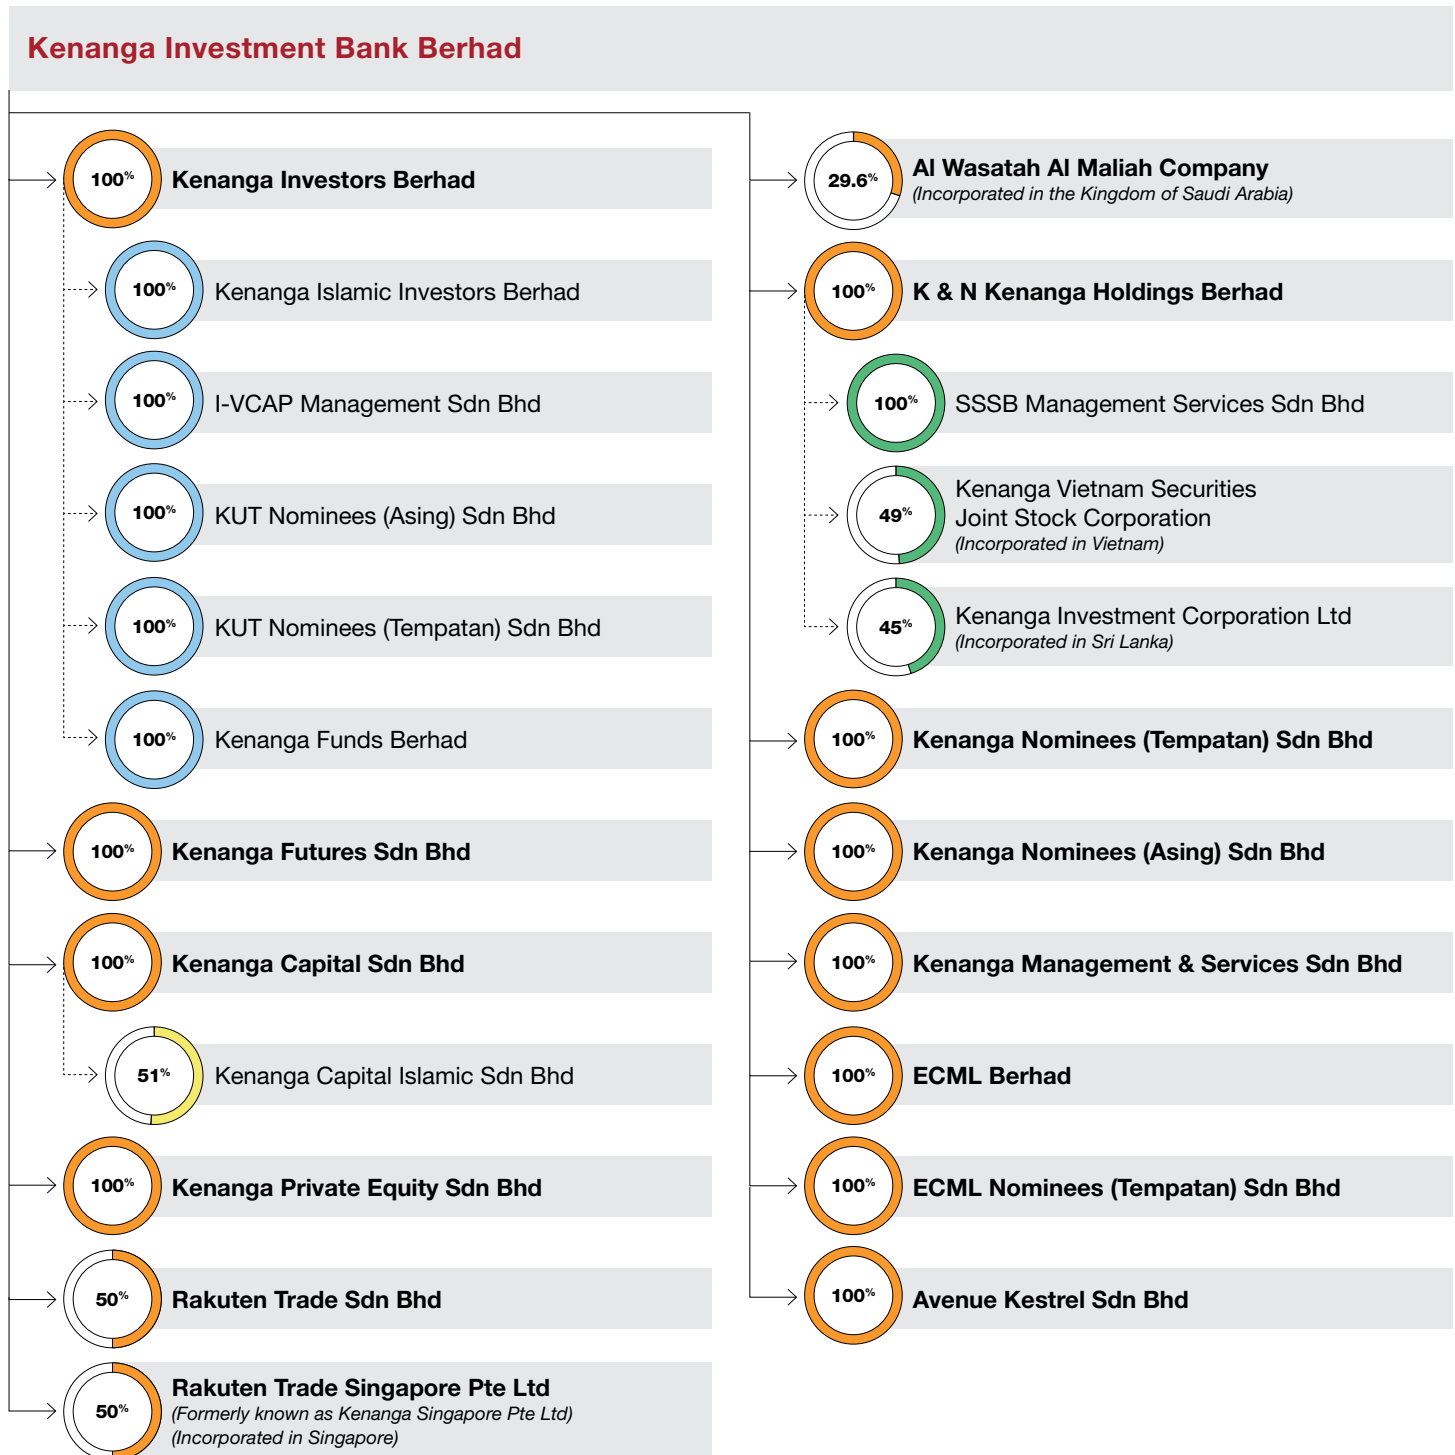 Kenanga Investment Bank Berhad
100%
Kenanga Investors Berhad
100%
Kenanga Islamic Investors Berhad
100%
I-VCAP Management Sdn Bhd
100%
KUT Nominees (Asing) Sdn Bhd
100%
KUT Nominees (Tempatan) Sdn Bhd
100%
Kenanga Funds Berhad
100%
Kenanga Futures Sdn Bhd
100%
Kenanga Capital Sdn Bhd
51%
Kenanga Capital Islamic Sdn Bhd
100%
Kenanga Private Equity Sdn Bhd
50%
Rakuten Trade Sdn Bhd
50%
Rakuten Trade Singapore Pte Ltd
(Formerly known as Kenanga Singapore Pte Ltd)
(Incorporated in Singapore)
29.6%
Al Wasatah Al Maliah Company
(Incorporated in the Kingdom of Saudi Arabia)
100%
K & N Kenanga Holdings Berhad
100%
SSSB Management Services Sdn Bhd
49%
Kenanga Vietnam Securities
Joint Stock Corporation
(Incorporated in Vietnam)
45%
Kenanga Investment Corporation Ltd
(Incorporated in Sri Lanka)
100%
Kenanga Nominees (Tempatan) Sdn Bhd
100%
Kenanga Nominees (Asing) Sdn Bhd
100%
Kenanga Management & Services Sdn Bhd
100%
ECML Berhad
100%
ECML Nominees (Tempatan) Sdn Bhd
100%
Avenue Kestrel Sdn Bhd